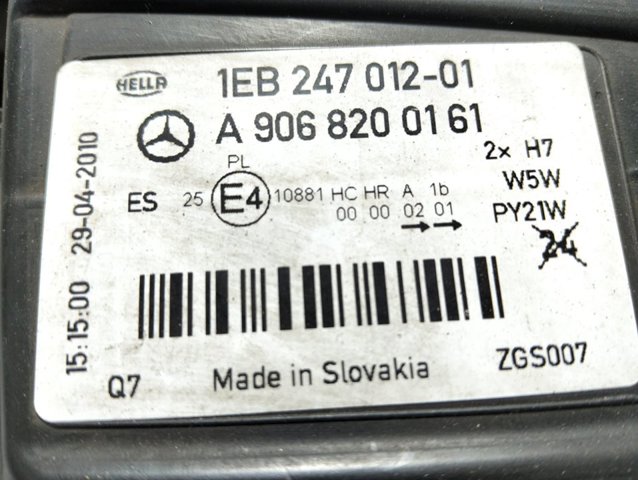 HELLA 1EB 247 012-01
A 906 820 01 61
2x H7
W5W
PY21W
24
PL
ES 25 E4 10881 HC HR A 1b
00 00 02 01
15:15:00 29-04-2010
Q7 Made in Slovakia ZGS007